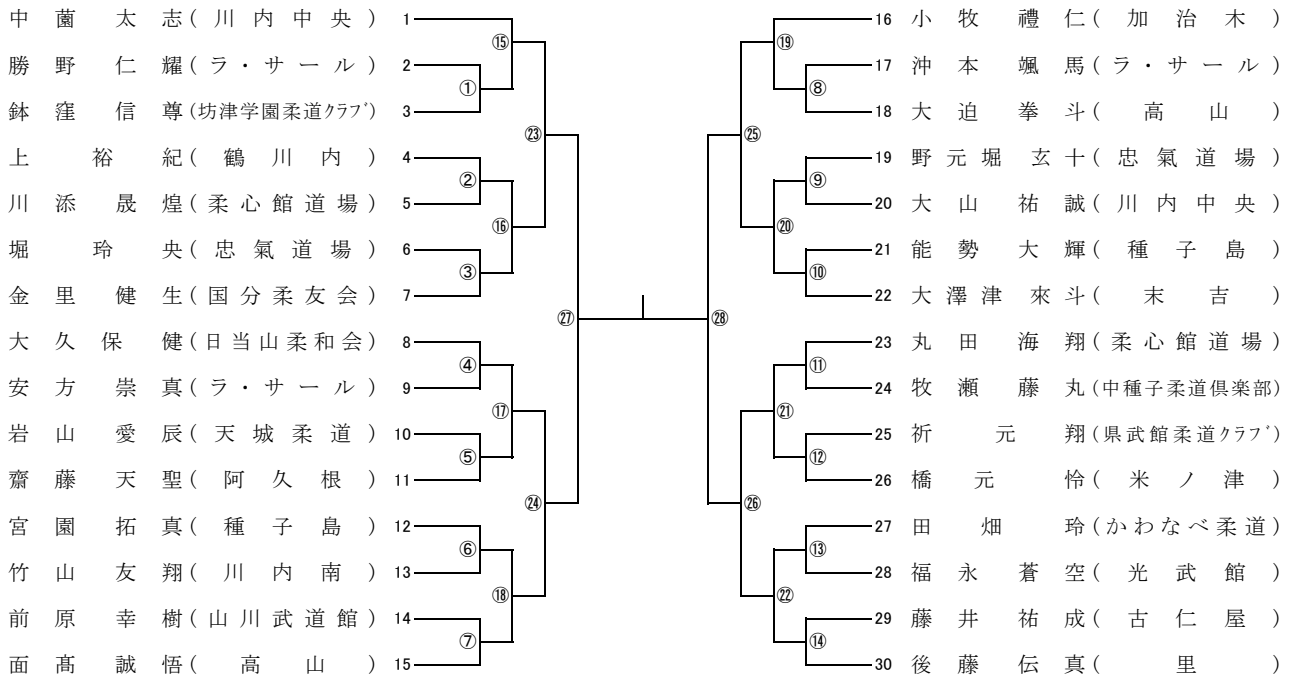 中薗太志(川内中央) 1
勝野仁耀(ラ・サール) 2
鉢窪信尊(坊津学園柔道クラブ) 3
上裕紀(鶴川内) 4
川添晟煌(柔心館道場) 5
堀玲央(忠氣道場) 6
金里健生(国分柔友会) 7
大久保健(日当山柔和会) 8
安方崇真(ラ・サール) 9
岩山愛辰(天城柔道) 10
齋藤天聖(阿久根) 11
宮園拓真(種子島) 12
竹山友翔(川内南) 13
前原幸樹(山川武道館) 14
面髙誠悟(高山) 15
⑮
①
㉓
②
⑯
③
㉗
④
⑰
⑤
㉔
⑥
⑱
⑦
16 小牧禮仁(加治木)
17 沖本颯馬(ラ・サール)
18 大迫拳斗(高山)
19 野元堀玄十(忠氣道場)
20 大山祐誠(川内中央)
21 能勢大輝(種子島)
22 大澤津來斗(末吉)
23 丸田海翔(柔心館道場)
24 牧瀬藤丸(中種子柔道倶楽部)
25 祈元翔(県武館柔道クラブ)
26 橋元怜(米ノ津)
27 田畑玲(かわなべ柔道)
28 福永蒼空(光武館)
29 藤井祐成(古仁屋)
30 後藤伝真(里)
⑲
⑧
㉕
⑨
⑳
⑩
㉘
⑪
㉑
⑫
㉖
⑬
㉒
⑭